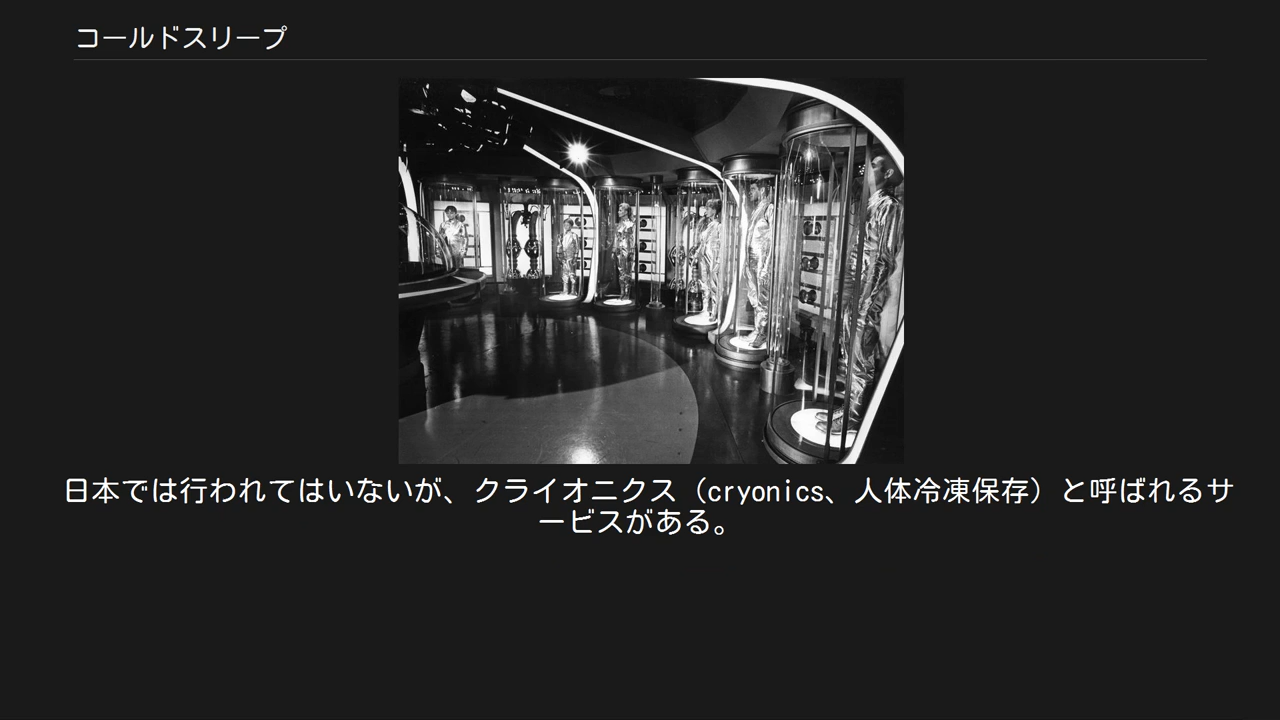 コールドスリープ
日本では行われてはいないが、クライオニクス（cryonics、人体冷凍保存）と呼ばれるサ
ービスがある。